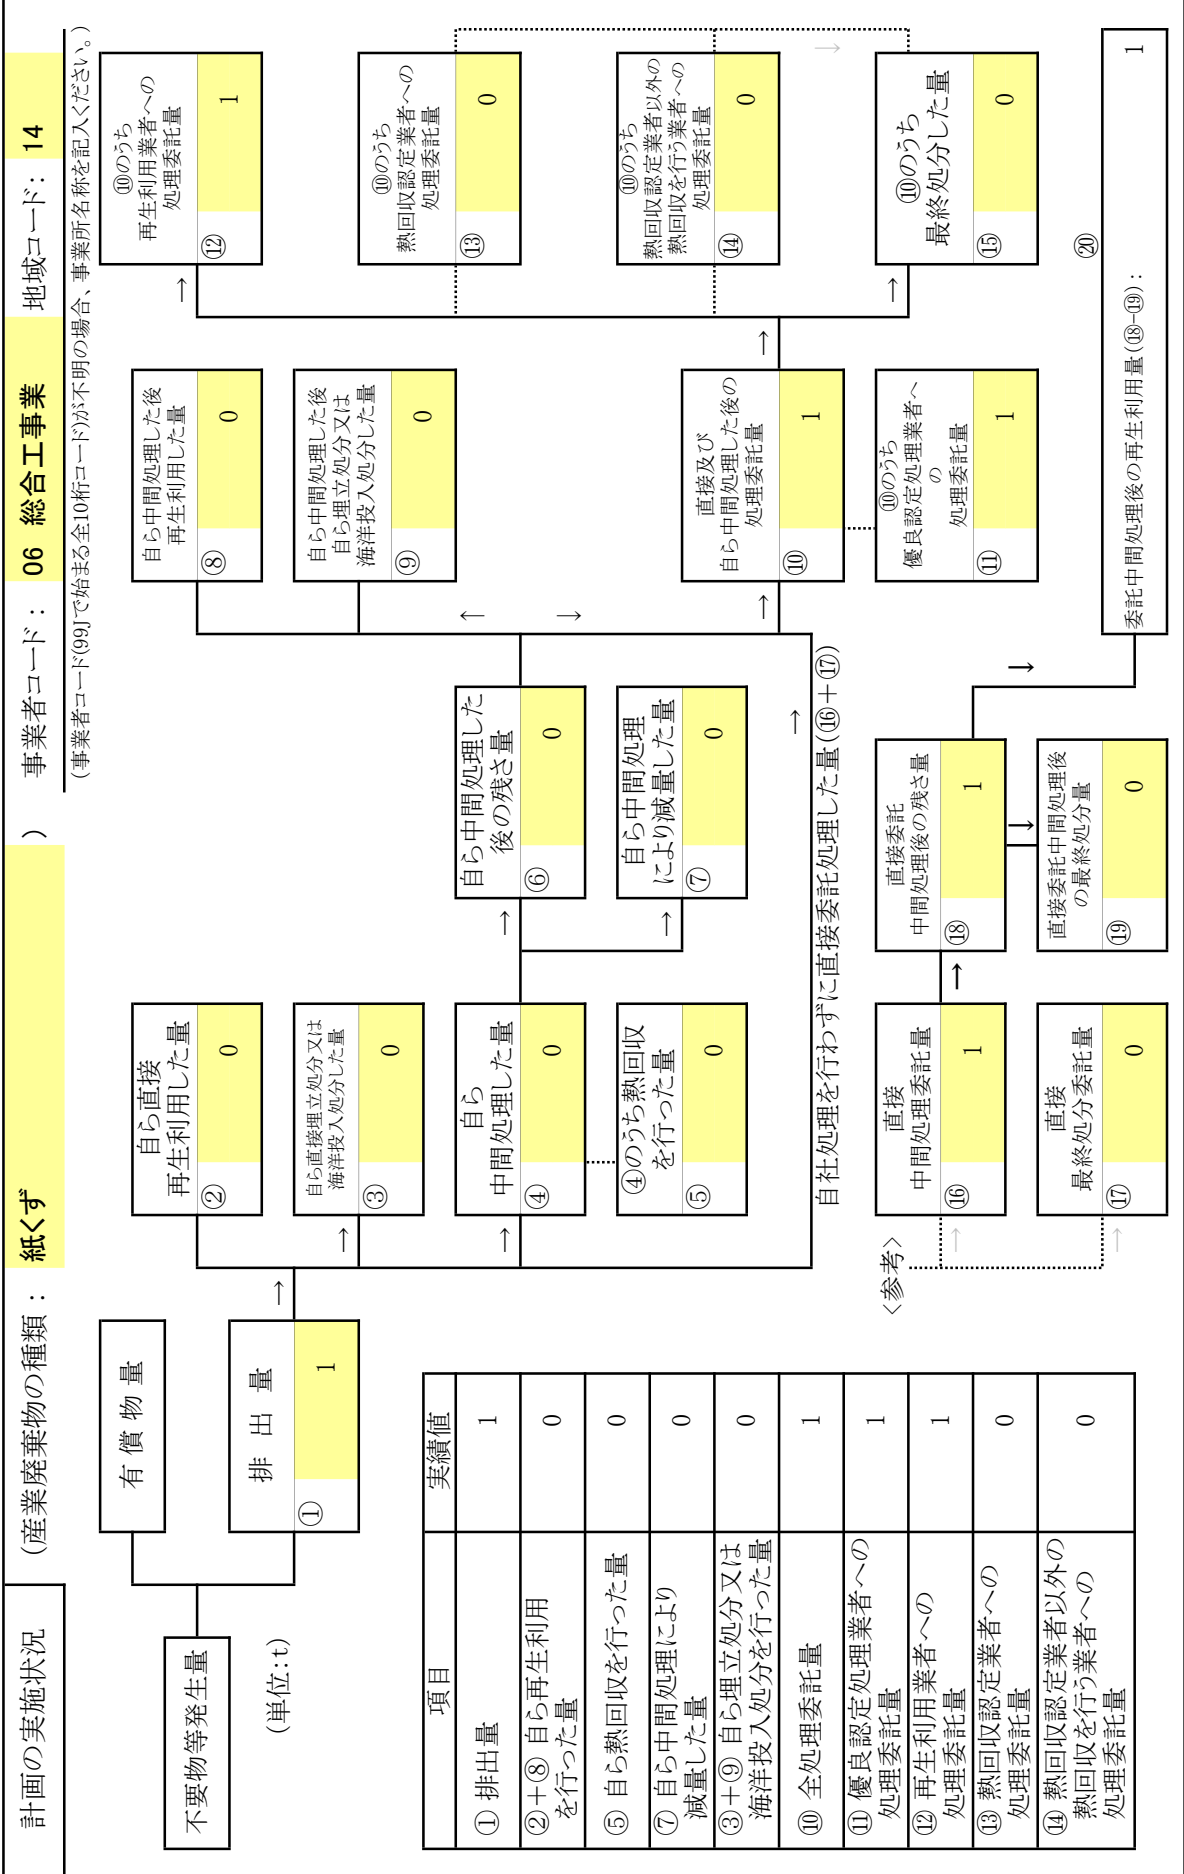 計画の実施状況
(産業廃棄物の種類：
紙くず
)
事業者コード：
06 総合工事業
地域コード：
14
(事業者コード(99J で始まる全10桁コード)が不明の場合、事業所名称を記入ください。)
不要物等発生量
(単位:t)
有 償 物 量
排 出 量
① 1
→
自ら直接
再生利用した量
② 0
→
自ら直接埋立処分又は
海洋投入処分した量
③ 0
→
自ら
中間処理した量
④ 0
④のうち熱回収
を行った量
⑤ 0
→
自ら中間処理した
後の残さ量
⑥ 0
→
自ら中間処理
により減量した量
⑦ 0
自ら中間処理した後
再生利用した量
⑧ 0
自ら中間処理した後
自ら埋立処分又は
海洋投入処分した量
⑨ 0
↑
↓
→
直接及び
自ら中間処理した後の
処理委託量
⑩ 1
⑩のうち
優良認定処理業者へ
の
処理委託量
⑪ 1
→
→
⑩のうち
再生利用業者への
処理委託量
⑫ 1
⑩のうち
熱回収認定業者への
処理委託量
⑬ 0
⑩のうち
熱回収認定業者以外の
熱回収を行う業者への
処理委託量
⑭ 0
↓
→
⑩のうち
最終処分した量
⑮ 0
→
自社処理を行わずに直接委託処理した量(⑯＋⑰)
<参考>
→
直接
中間処理委託量
⑯ 1
→
直接
最終処分委託量
⑰ 0
→
直接委託
中間処理後の残さ量
⑱ 1
↓
直接委託中間処理後
の最終処分量
⑲ 0
↓
⑳
委託中間処理後の再生利用量(⑱-⑲)： 1
項目 実績値
① 排出量 1
②＋⑧ 自ら再生利用
を行った量 0
⑤ 自ら熱回収を行った量 0
⑦ 自ら中間処理により
減量した量 0
③＋⑨ 自ら埋立処分又は
海洋投入処分を行った量 0
⑩ 全処理委託量 1
⑪ 優良認定処理業者への
処理委託量 1
⑫ 再生利用業者への
処理委託量 1
⑬ 熱回収認定業者への
処理委託量 0
⑭ 熱回収認定業者以外の
熱回収を行う業者への
処理委託量 0